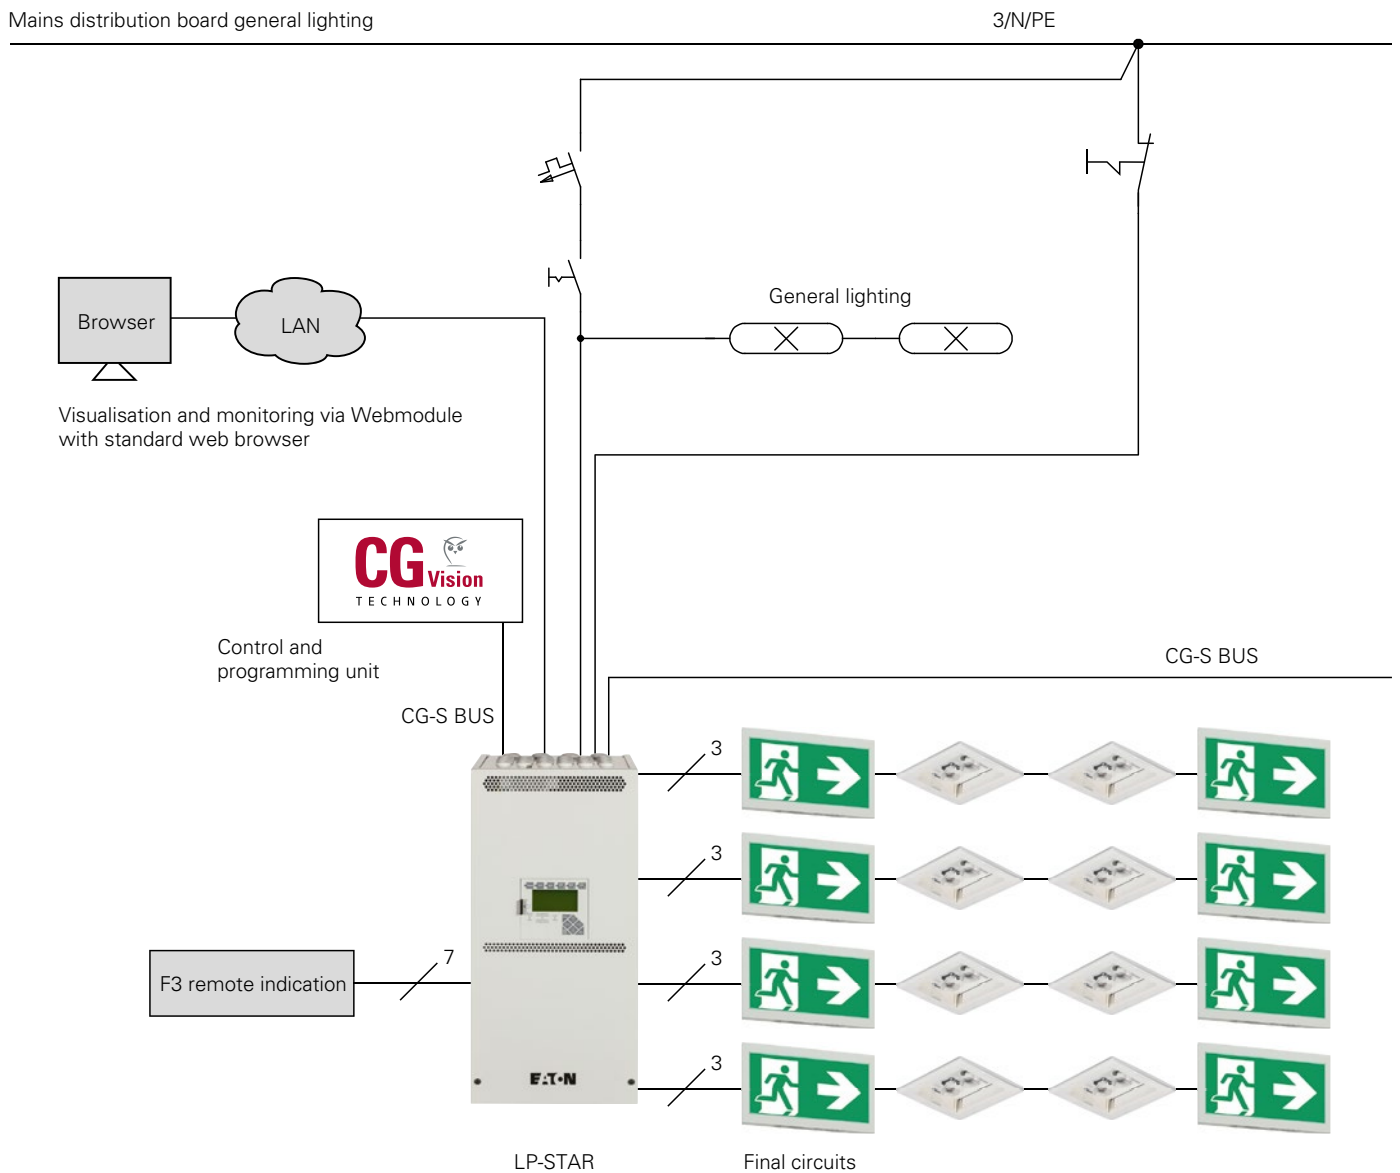 Mains distribution board general lighting
3/N/PE
General lighting
Browser
LAN
Visualisation and monitoring via Webmodule
with standard web browser
CG Vision
TECHNOLOGY
Control and
programming unit
CG-S BUS
CG-S BUS
3
3
3
3
7
F3 remote indication
EATON
LP-STAR
Final circuits